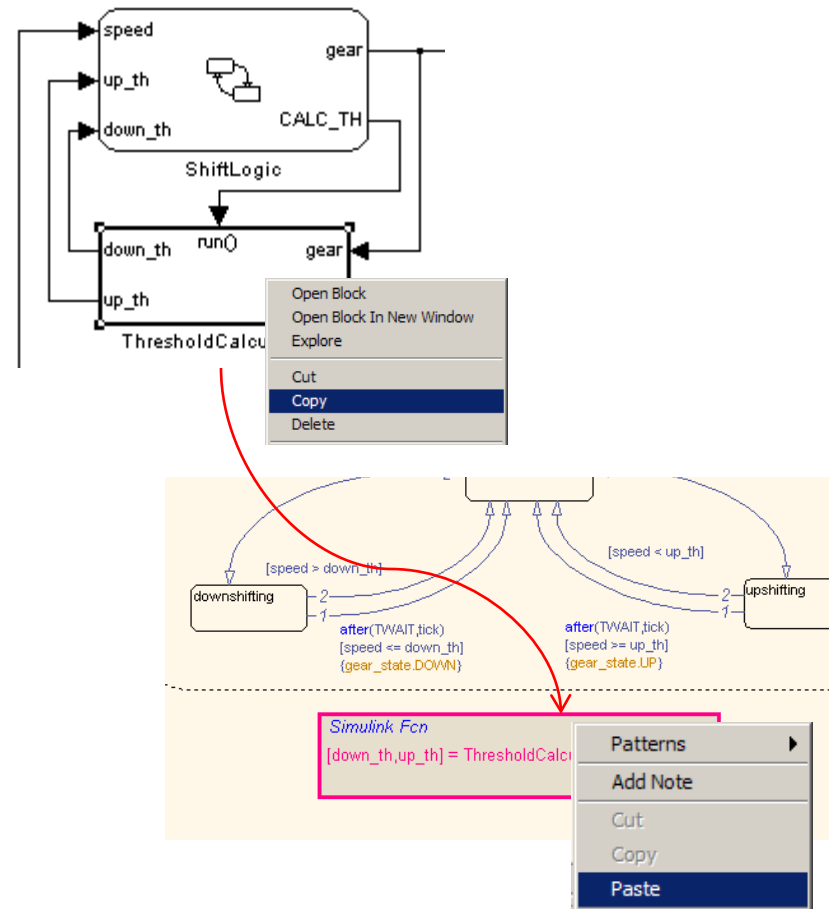 speed
gear
up_th
CALC_TH
down_th
ShiftLogic
run()
down_th
gear
up_th
ThresholdCalcu
Open Block
Open Block In New Window
Explore
Cut
Copy
Delete
[speed > down_th]
[speed < up_th]
downshifting
2
1
2
1
upshifting
after(TWAIT,tick)
[speed <= down_th]
{gear_state.DOWN}
after(TWAIT,tick)
[speed >= up_th]
{gear_state.UP}
Simulink Fcn
[down_th,up_th] = ThresholdCalcu
Patterns
Add Note
Cut
Copy
Paste